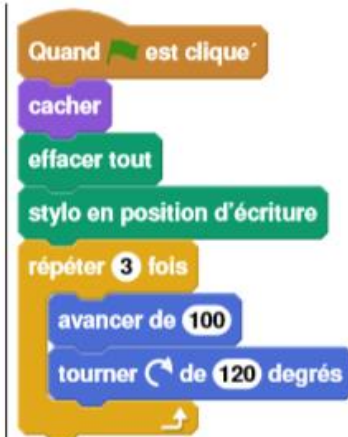 Quand est cliqué
cacher
effacer tout
stylo en position d'écriture
répéter 3 fois
avancer de 100
tourner de 120 degrés